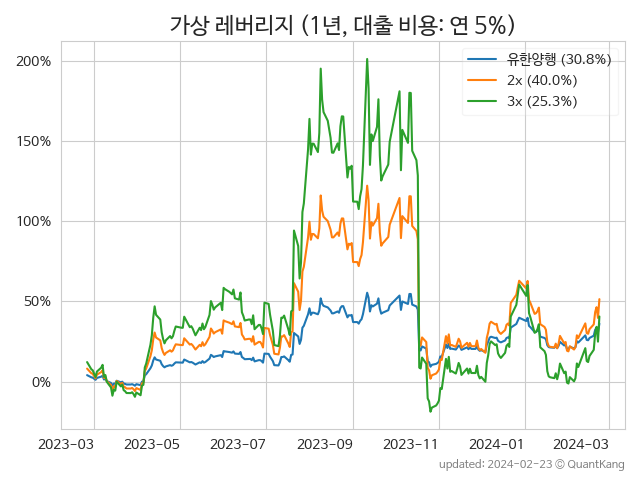 가상 레버리지 (1년, 대출 비용: 연 5%)
유한양행 (30.8%)
2x (40.0%)
3x (25.3%)
200%
150%
100%
50%
0%
2023-03 2023-05 2023-07 2023-09 2023-11 2024-01 2024-03
updated: 2024-02-23 © QuantKang